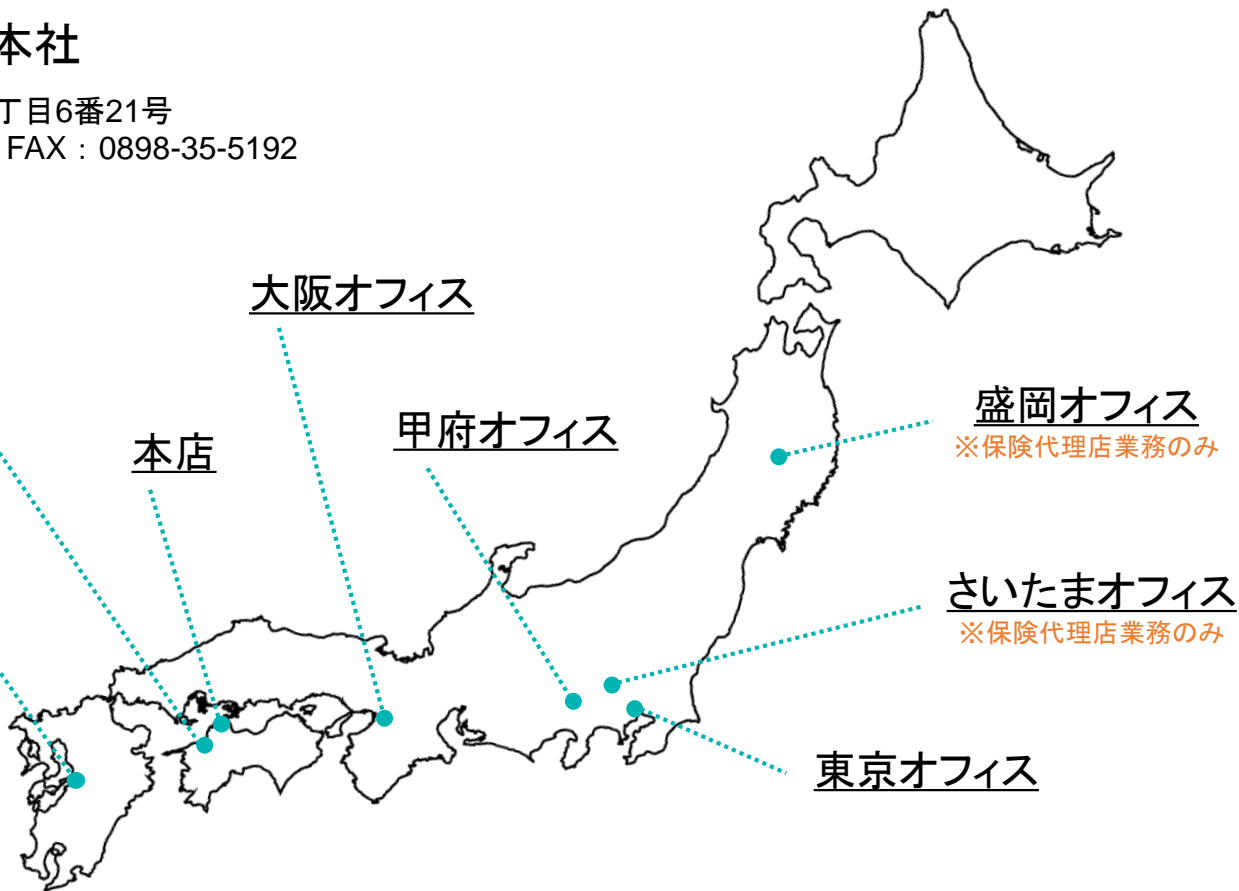 本社
丁目6番21号
FAX：0898-35-5192
大阪オフィス
本店
甲府オフィス
盛岡オフィス
※保険代理店業務のみ
さいたまオフィス
※保険代理店業務のみ
東京オフィス